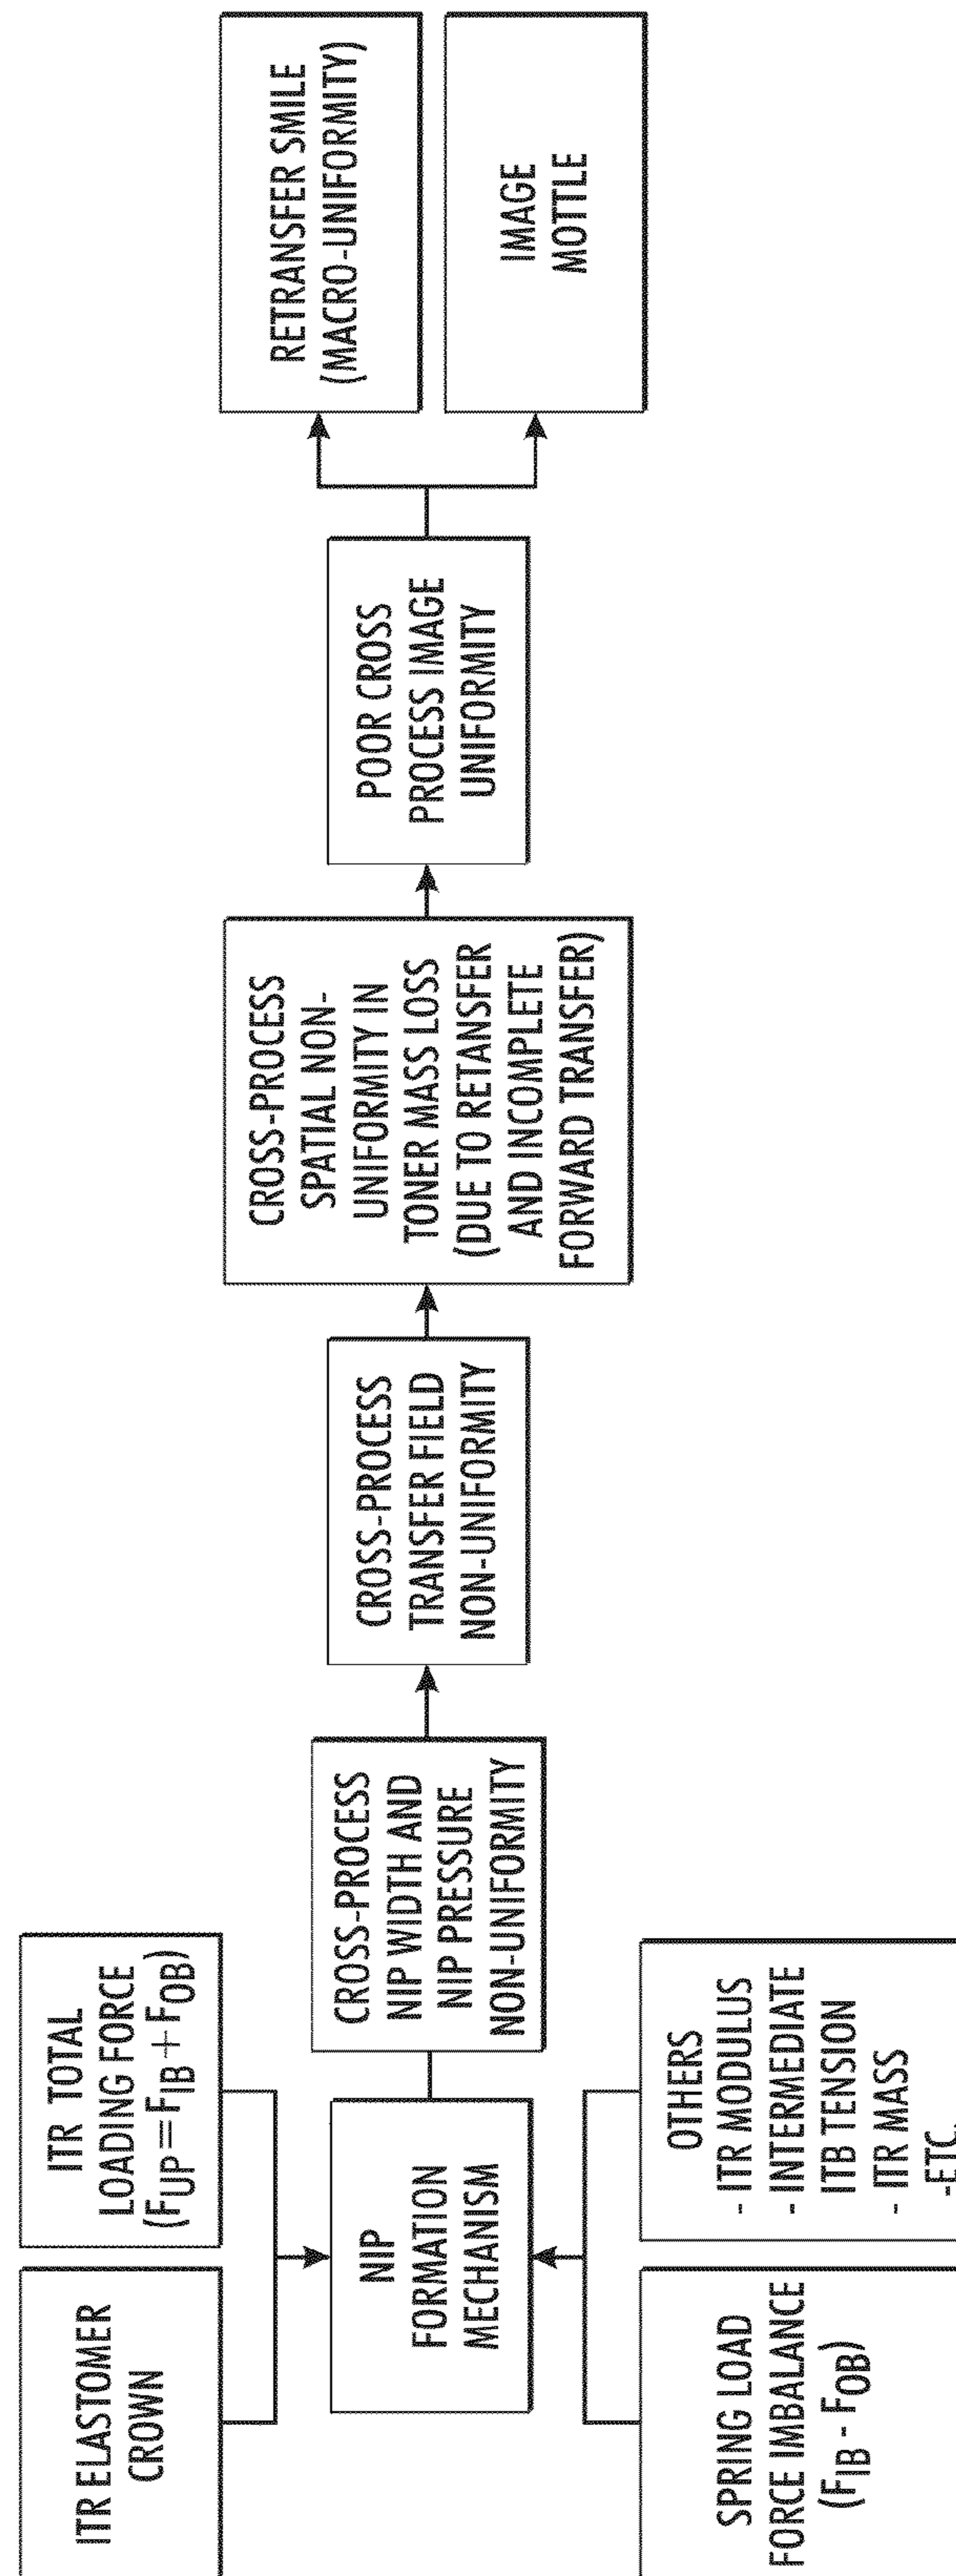 ITR ELASTOMER
CROWN
ITR TOTAL
LOADING FORCE
(FUP=FIB+FOB)
NIP
FORMATION
MECHANISM
SPRING LOAD
FORCE IMBALANCE
(FIB - FOB)
OTHERS
- ITR MODULUS
- INTERMEDIATE
ITB TENSION
- ITR MASS
-ETC.
CROSS-PROCESS
NIP WIDTH AND
NIP PRESSURE
NON-UNIFORMITY
CROSS-PROCESS
TRANSFER FIELD
NON-UNIFORMITY
CROSS-PROCESS
SPATIAL NON-
UNIFORMITY IN
TONER MASS LOSS
(DUE TO RETANSFER
AND INCOMPLETE
FORWARD TRANSFER)
POOR CROSS
PROCESS IMAGE
UNIFORMITY
RETRANSFER SMILE
(MACRO-UNIFORMITY)
IMAGE
MOTTLE